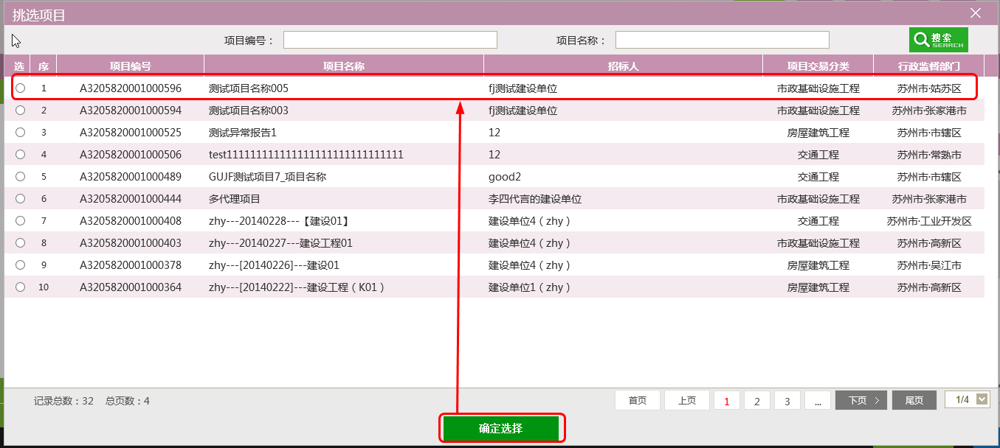 挑选项目
项目编号： 项目名称： 搜索 SEARCH
选 序 项目编号 项目名称 招标人 项目交易分类 行政监督部门
1 A3205820001000596 测试项目名称005 fj测试建设单位 市政基础设施工程 苏州市·姑苏区
2 A3205820001000594 测试项目名称003 fj测试建设单位 市政基础设施工程 苏州市·张家港市
3 A3205820001000525 测试异常报告1 12 房屋建筑工程 苏州市·市辖区
4 A3205820001000506 test111111111111111111111111111111 12 交通工程 苏州市·常熟市
5 A3205820001000489 GUJF测试项目7_项目名称 good2 交通工程 苏州市·市辖区
6 A3205820001000444 多代理项目 李四代言的建设单位 市政基础设施工程 苏州市·张家港市
7 A3205820001000408 zhy---20140228---【建设01】 建设单位4（zhy） 交通工程 苏州市·工业开发区
8 A3205820001000403 zhy---20140227---建设工程01 建设单位4（zhy） 市政基础设施工程 苏州市·高新区
9 A3205820001000378 zhy---[20140226]---建设01 建设单位4（zhy） 房屋建筑工程 苏州市·吴江市
10 A3205820001000364 zhy---[20140222]---建设工程（K01） 建设单位1（zhy） 房屋建筑工程 苏州市·高新区
记录总数：32 总页数：4 首页 上页 1 2 3 ... 下页 尾页 1/4
确定选择